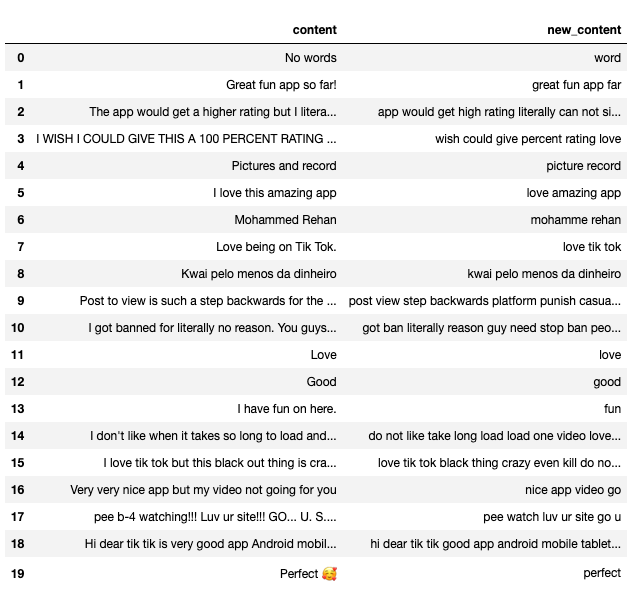 content new_content
0 No words word
1 Great fun app so far! great fun app far
2 The app would get a higher rating but I litera... app would get high rating literally can not si...
3 I WISH I COULD GIVE THIS A 100 PERCENT RATING ... wish could give percent rating love
4 Pictures and record picture record
5 I love this amazing app love amazing app
6 Mohammed Rehan mohamme rehan
7 Love being on Tik Tok. love tik tok
8 Kwai pelo menos da dinheiro kwai pelo menos da dinheiro
9 Post to view is such a step backwards for the ... post view step backwards platform punish casua...
10 I got banned for literally no reason. You guys... got ban literally reason guy need stop ban peo...
11 Love love
12 Good good
13 I have fun on here. fun
14 I don't like when it takes so long to load and... do not like take long load load one video love...
15 I love tik tok but this black out thing is cra... love tik tok black thing crazy even kill do no...
16 Very very nice app but my video not going for you nice app video go
17 pee b-4 watching!!! Luv ur site!!! GO... U. S.... pee watch luv ur site go u
18 Hi dear tik tik is very good app Android mobil... hi dear tik tik good app android mobile tablet...
19 Perfect 🥰 perfect